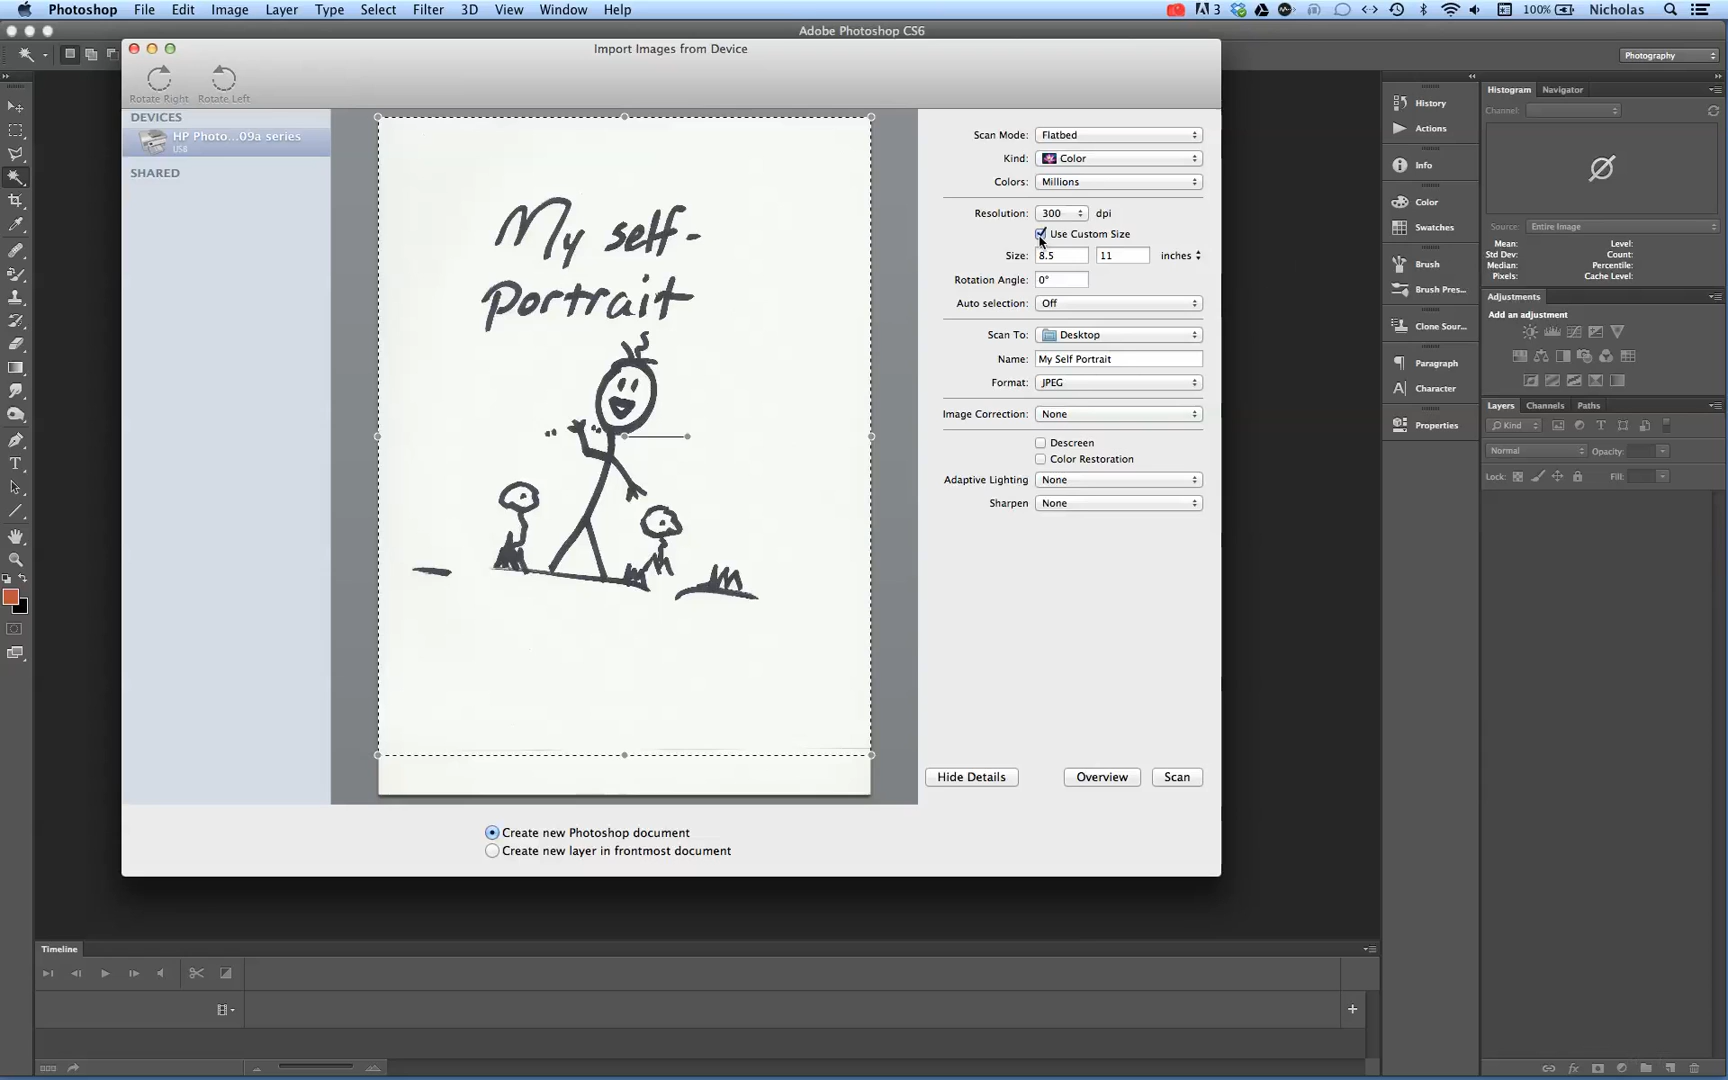 Photoshop File Edit Image Layer Type Select Filter 3D View Window Help 3 100% Nicholas
Adobe Photoshop CS6
Import Images from Device
Photography
Rotate Right Rotate Left
DEVICES
HP Photo...09a series
USB
SHARED
My self-
portrait
Scan Mode: Flatbed
Kind: Color
Colors: Millions
Resolution: 300 dpi
Use Custom Size
Size: 8.5 11 inches
Rotation Angle: 0°
Auto selection: Off
Scan To: Desktop
Name: My Self Portrait
Format: JPEG
Image Correction: None
Descreen
Color Restoration
Adaptive Lighting None
Sharpen None
Hide Details Overview Scan
Create new Photoshop document
Create new layer in frontmost document
History
Actions
Info
Color
Swatches
Brush
Brush Pres...
Clone Sour...
Paragraph
Character
Properties
Histogram Navigator
Channel:
Source: Entire Image
Mean: Level:
Std Dev: Count:
Median: Percentile:
Pixels: Cache Level:
Adjustments
Add an adjustment
Layers Channels Paths
Kind
Normal Opacity:
Lock: Fill:
Timeline